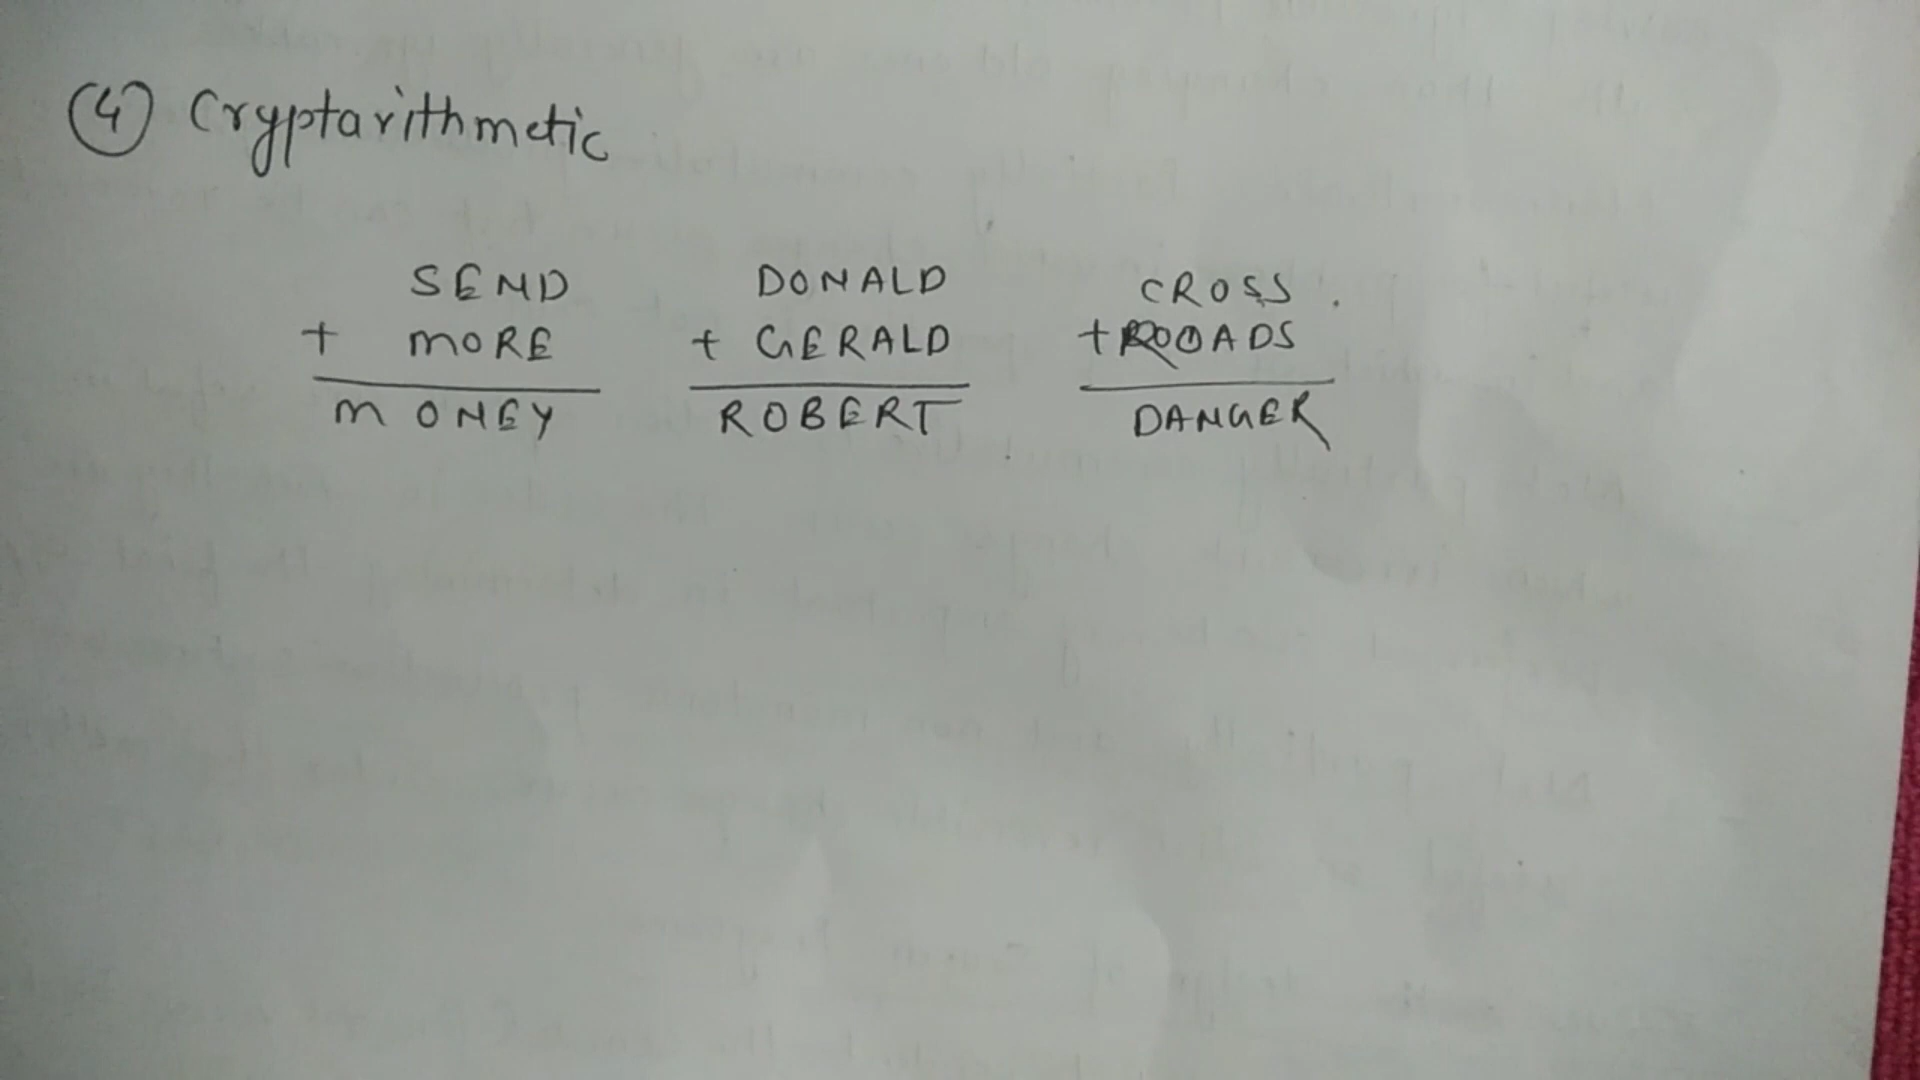 (4) Cryptarithmetic
SEND DONALD CROSS
+ MORE + GERALD + ROADS
MONEY ROBERT DANGER